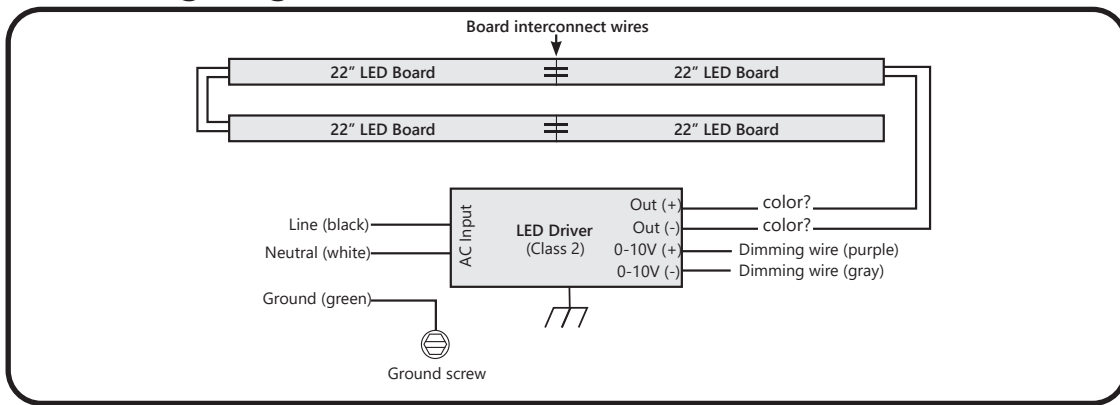 Board interconnect wires
22” LED Board
22” LED Board
22” LED Board
22” LED Board
AC Input
LED Driver
(Class 2)
Out (+)
Out (-)
0-10V (+)
0-10V (-)
color?
color?
Dimming wire (purple)
Dimming wire (gray)
Line (black)
Neutral (white)
Ground (green)
Ground screw